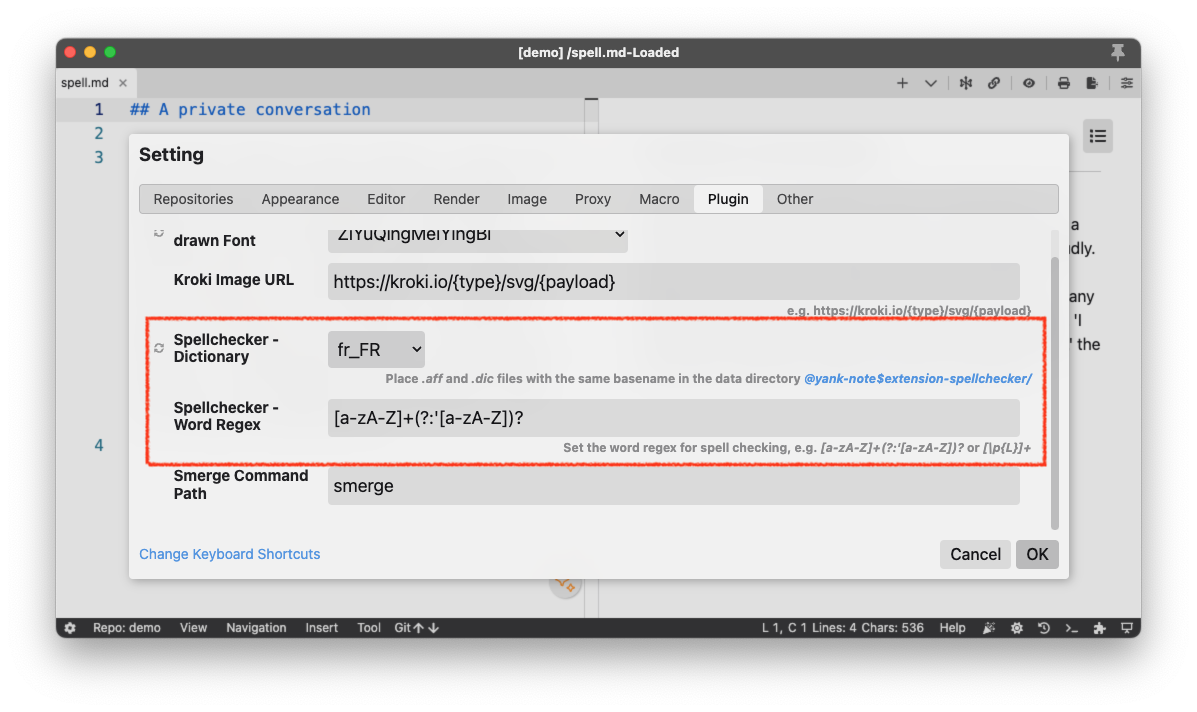 [demo] /spell.md-Loaded
spell.md
1 ## A private conversation
2
3
Setting
Repositories Appearance Editor Render Image Proxy Macro Plugin Other
drawn Font ZiYuQingMeiYingBi
Kroki Image URL https://kroki.io/{type}/svg/{payload}
e.g. https://kroki.io/{type}/svg/{payload}
Spellchecker -
Dictionary fr_FR
Place .aff and .dic files with the same basename in the data directory @yank-note$extension-spellchecker/
Spellchecker -
Word Regex [a-zA-Z]+(?:'[a-zA-Z])?
Set the word regex for spell checking, e.g. [a-zA-Z]+(?:'[a-zA-Z])? or [\p{L}]+
Smerge Command
Path smerge
Change Keyboard Shortcuts Cancel OK
a
any
'I
' the
4
Repo: demo View Navigation Insert Tool Git L 1, C 1 Lines: 4 Chars: 536 Help